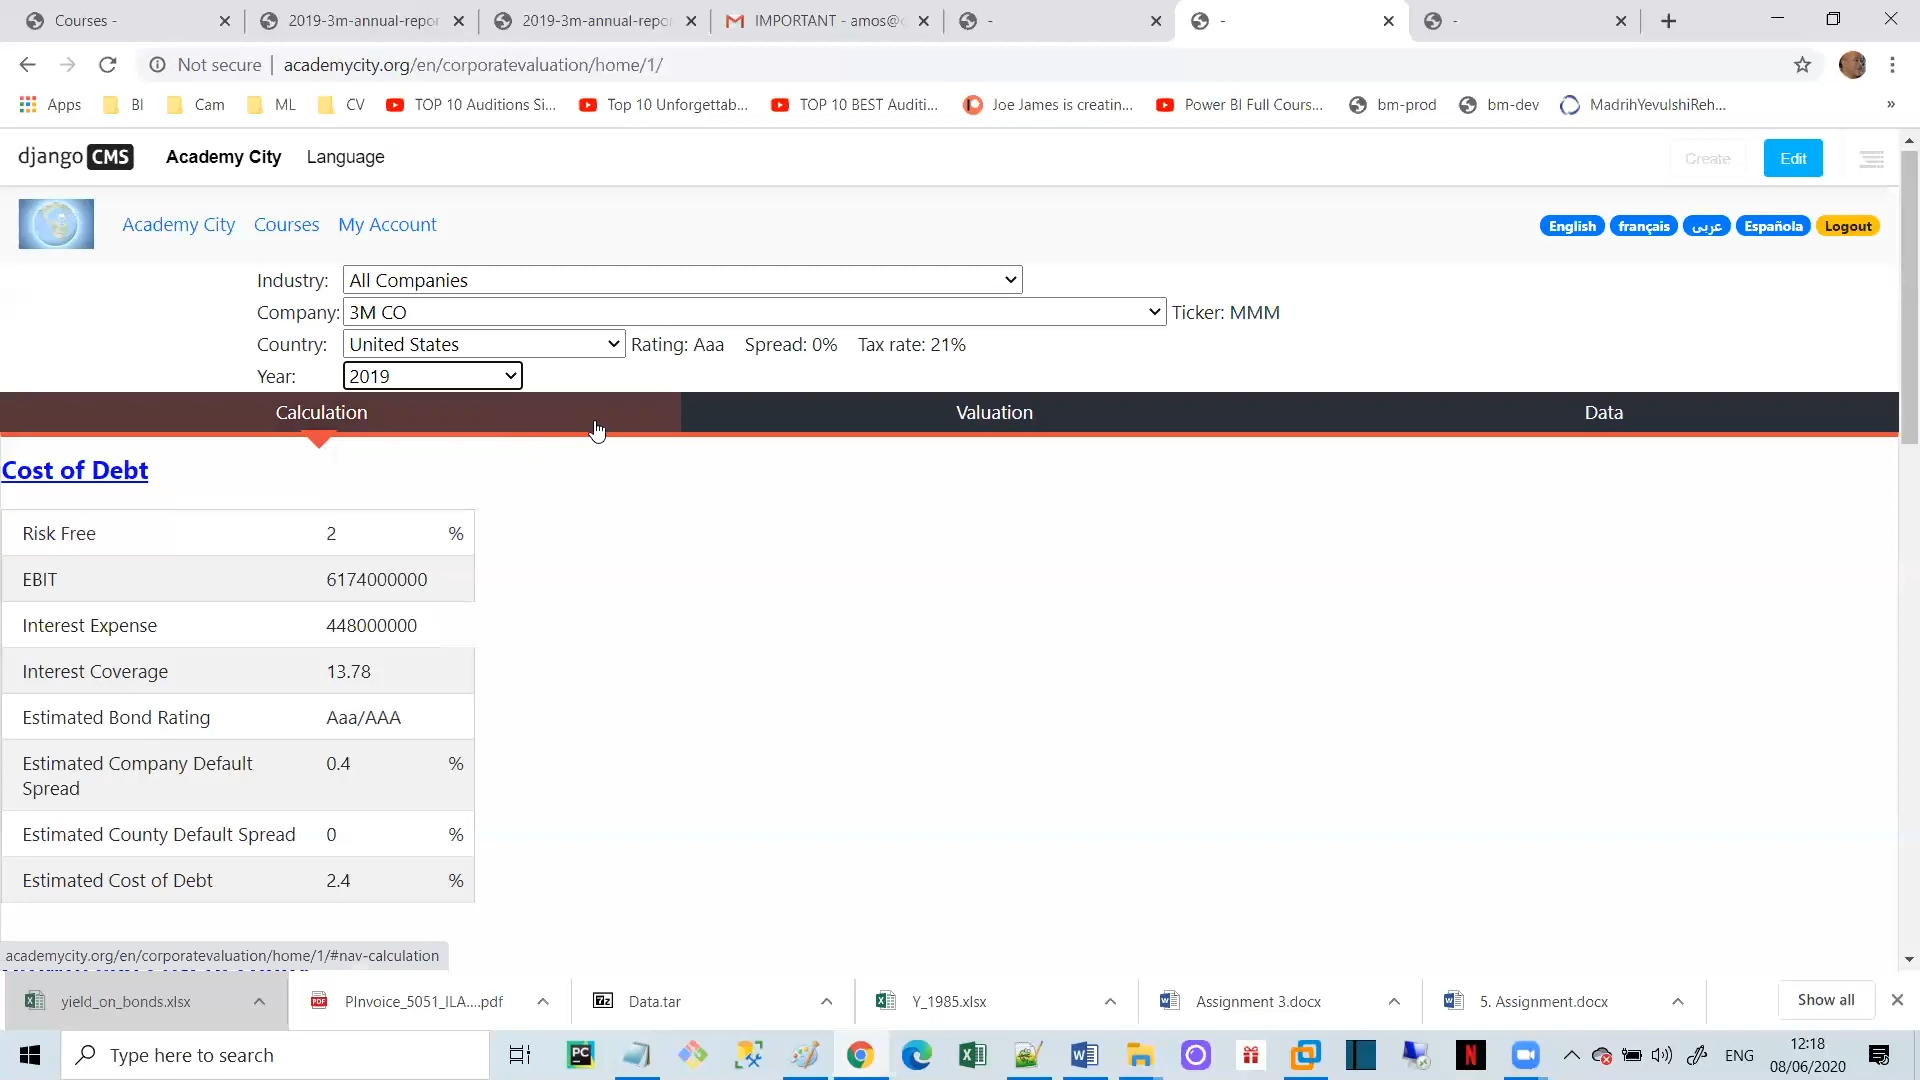 Courses -
2019-3m-annual-repor
2019-3m-annual-repor
IMPORTANT - amos@
-
-
-
Not secure
academycity.org/en/corporatevaluation/home/1/
Apps
BI
Cam
ML
CV
TOP 10 Auditions Si...
Top 10 Unforgettab...
TOP 10 BEST Auditi...
Joe James is creatin...
Power BI Full Cours...
bm-prod
bm-dev
MadrihYevulshiReh...
»
django CMS
Academy City
Language
Create
Edit
Academy City
Courses
My Account
English
français
عربى
Española
Logout
Industry: All Companies
Company: 3M CO Ticker: MMM
Country: United States Rating: Aaa Spread: 0% Tax rate: 21%
Year: 2019
Calculation
Valuation
Data
Cost of Debt
Risk Free 2 %
EBIT 6174000000
Interest Expense 448000000
Interest Coverage 13.78
Estimated Bond Rating Aaa/AAA
Estimated Company Default Spread 0.4 %
Estimated County Default Spread 0 %
Estimated Cost of Debt 2.4 %
academycity.org/en/corporatevaluation/home/1/#nav-calculation
yield_on_bonds.xlsx
PInvoice_5051_ILA....pdf
Data.tar
Y_1985.xlsx
Assignment 3.docx
5. Assignment.docx
Show all
Type here to search
ENG
12:18
08/06/2020